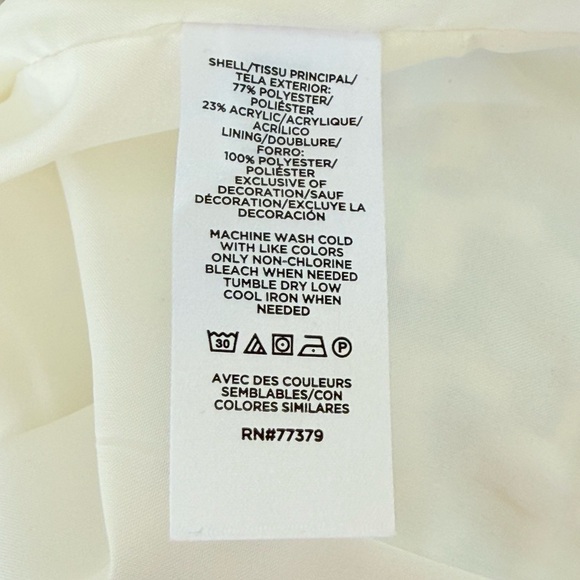 SHELL/TISSU PRINCIPAL/
TELA EXTERIOR:
77% POLYESTER/
POLIÉSTER
23% ACRYLIC/ACRYLIQUE/
ACRÍLICO
LINING/DOUBLURE/
FORRO:
100% POLYESTER/
POLIÉSTER
EXCLUSIVE OF
DECORATION/SAUF
DÉCORATION/EXCLUYE LA
DECORACIÓN
MACHINE WASH COLD
WITH LIKE COLORS
ONLY NON-CHLORINE
BLEACH WHEN NEEDED
TUMBLE DRY LOW
COOL IRON WHEN
NEEDED
30 P
AVEC DES COULEURS
SEMBLABLES/CON
COLORES SIMILARES
RN#77379